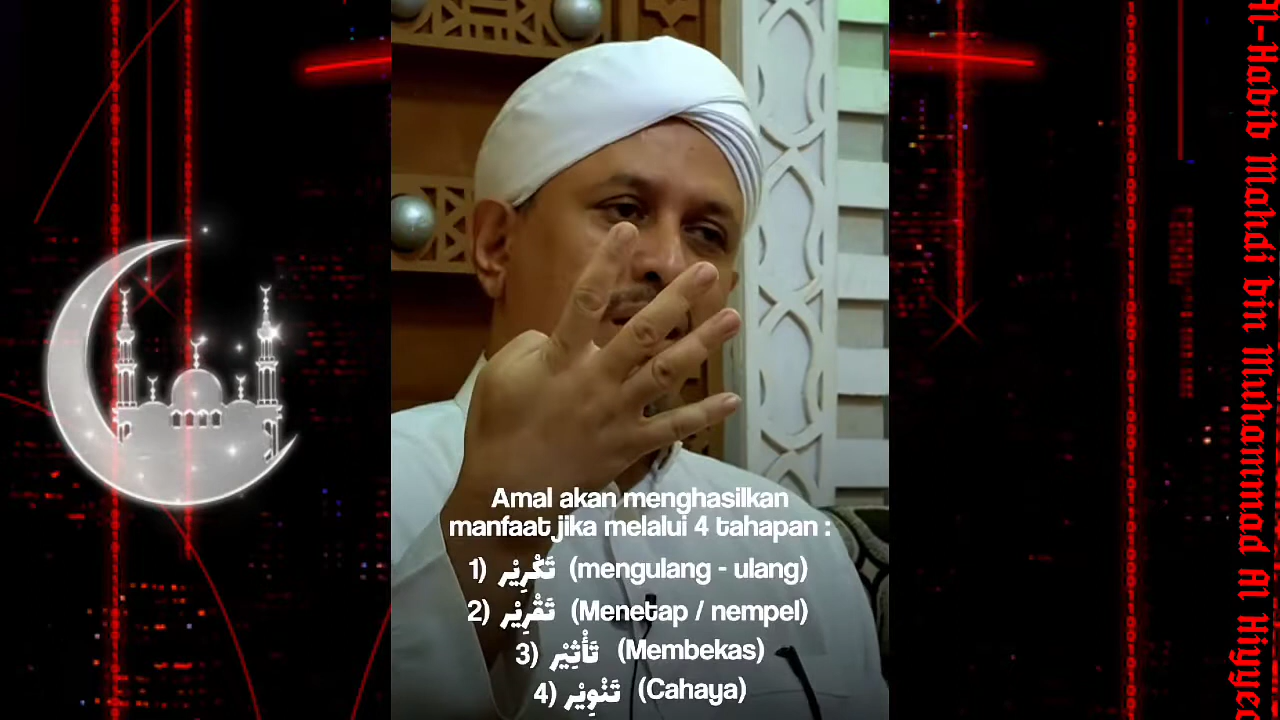 Amal akan menghasilkan
manfaat jika melalui 4 tahapan :
1) تَكْرِيْر (mengulang - ulang)
2) تَقْرِيْر (Menetap / nempel)
3) تَأْثِيْر (Membekas)
4) تَنْوِيْر (Cahaya)
Al-Habib Mahdi bin Muhammad Al Hiyyed